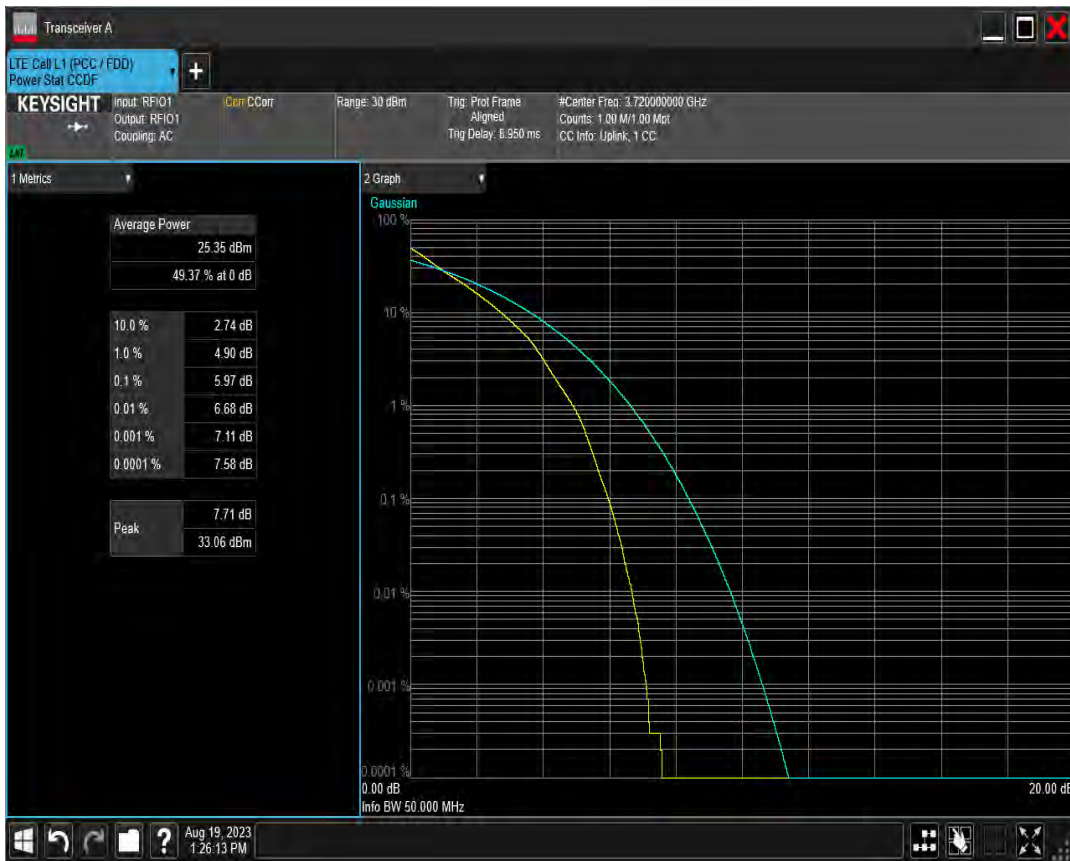 Transceiver A
LTE Cell L1 (PCC / FDD)
Power Stat CCDF
+
KEYSIGHT
Input: RFIO1
Output: RFIO1
Coupling: AC
iCorr CCorr
Range: 30 dBm
Trig: Prot Frame
Aligned
Trig Delay: 8.950 ms
#Center Freq: 3.720000000 GHz
Counts: 1.00 M/1.00 Mpt
CC Info: Uplink, 1 CC
LXI
1 Metrics
Average Power
25.35 dBm
49.37 % at 0 dB
10.0 % 2.74 dB
1.0 % 4.90 dB
0.1 % 5.97 dB
0.01 % 6.68 dB
0.001 % 7.11 dB
0.0001 % 7.58 dB
Peak 7.71 dB
33.06 dBm
2 Graph
Gaussian
100 %
10 %
1 %
0.1 %
0.01 %
0.001 %
0.0001 %
0.00 dB 20.00 dB
Info BW 50.000 MHz
?
Aug 19, 2023
1:26:13 PM